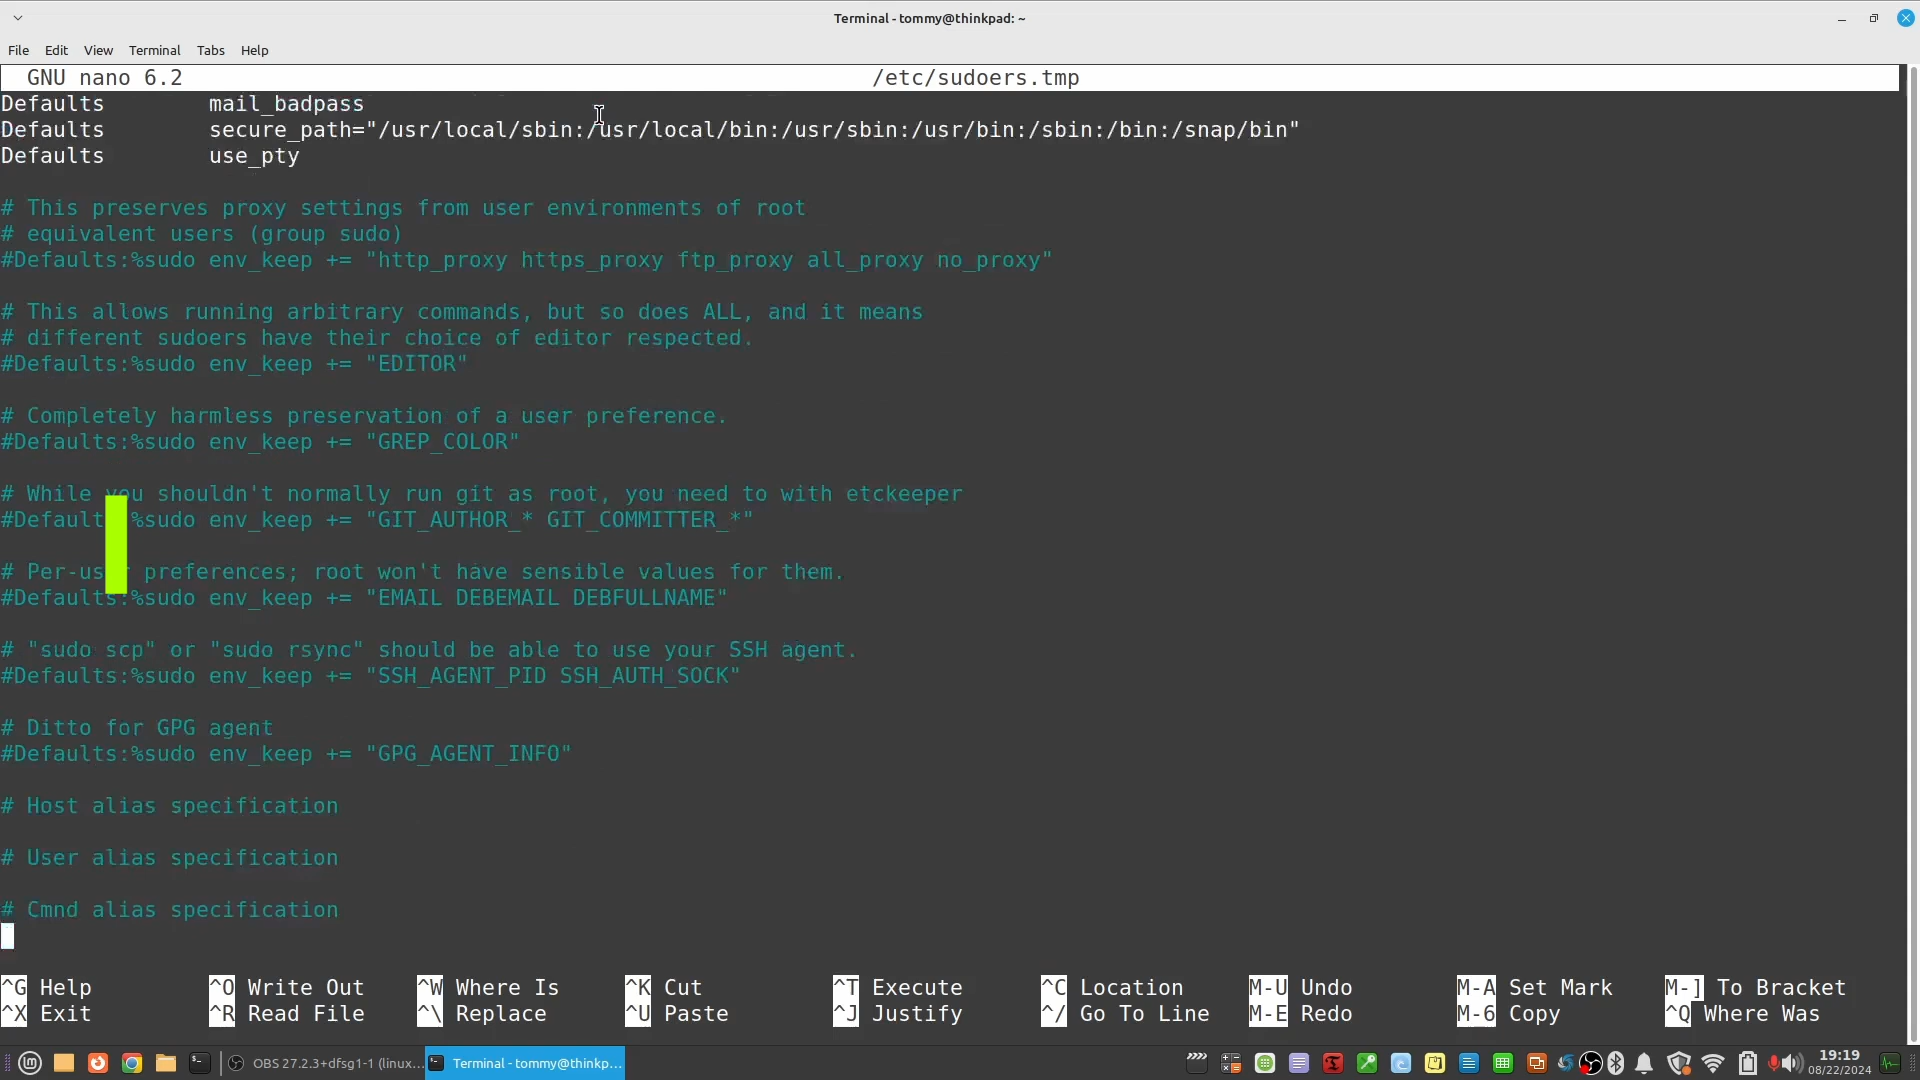 Terminal - tommy@thinkpad: ~
File Edit View Terminal Tabs Help
GNU nano 6.2 /etc/sudoers.tmp
Defaults mail_badpass
Defaults secure_path="/usr/local/sbin:/usr/local/bin:/usr/sbin:/usr/bin:/sbin:/bin:/snap/bin"
Defaults use_pty
# This preserves proxy settings from user environments of root
# equivalent users (group sudo)
#Defaults:%sudo env_keep += "http_proxy https_proxy ftp_proxy all_proxy no_proxy"
# This allows running arbitrary commands, but so does ALL, and it means
# different sudoers have their choice of editor respected.
#Defaults:%sudo env_keep += "EDITOR"
# Completely harmless preservation of a user preference.
#Defaults:%sudo env_keep += "GREP_COLOR"
# While you shouldn't normally run git as root, you need to with etckeeper
#Default %sudo env_keep += "GIT_AUTHOR_* GIT_COMMITTER_*"
# Per-user preferences; root won't have sensible values for them.
#Defaults:%sudo env_keep += "EMAIL DEBEMAIL DEBFULLNAME"
# "sudo scp" or "sudo rsync" should be able to use your SSH agent.
#Defaults:%sudo env_keep += "SSH_AGENT_PID SSH_AUTH_SOCK"
# Ditto for GPG agent
#Defaults:%sudo env_keep += "GPG_AGENT_INFO"
# Host alias specification
# User alias specification
# Cmnd alias specification
^G Help ^O Write Out ^W Where Is ^K Cut ^T Execute ^C Location M-U Undo M-A Set Mark M-] To Bracket
^X Exit ^R Read File ^\ Replace ^U Paste ^J Justify ^/ Go To Line M-E Redo M-6 Copy ^Q Where Was
OBS 27.2.3+dfsg1-1 (linux... Terminal - tommy@thinkp... 19:19
08/22/2024